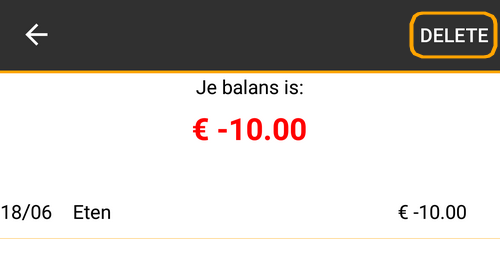 DELETE
Je balans is:
€ -10.00
18/06 Eten € -10.00